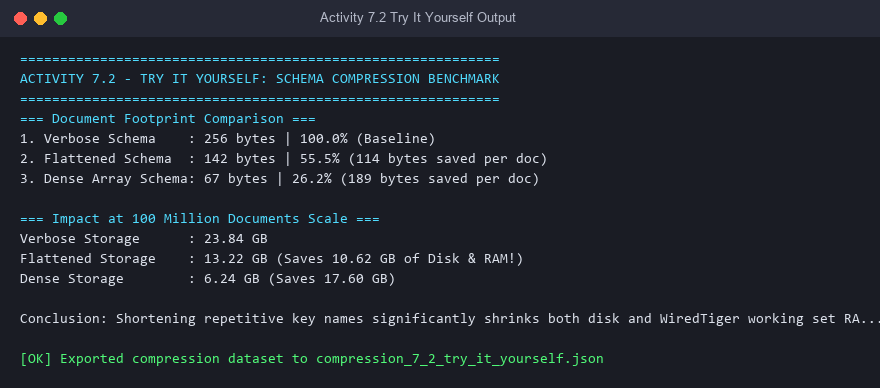 Activity 7.2 Try It Yourself Output
============================================================
ACTIVITY 7.2 - TRY IT YOURSELF: SCHEMA COMPRESSION BENCHMARK
============================================================
=== Document Footprint Comparison ===
1. Verbose Schema    : 256 bytes | 100.0% (Baseline)
2. Flattened Schema  : 142 bytes | 55.5% (114 bytes saved per doc)
3. Dense Array Schema: 67 bytes | 26.2% (189 bytes saved per doc)
=== Impact at 100 Million Documents Scale ===
Verbose Storage      : 23.84 GB
Flattened Storage    : 13.22 GB (Saves 10.62 GB of Disk & RAM!)
Dense Storage        : 6.24 GB (Saves 17.60 GB)
Conclusion: Shortening repetitive key names significantly shrinks both disk and WiredTiger working set RA...
[OK] Exported compression dataset to compression_7_2_try_it_yourself.json